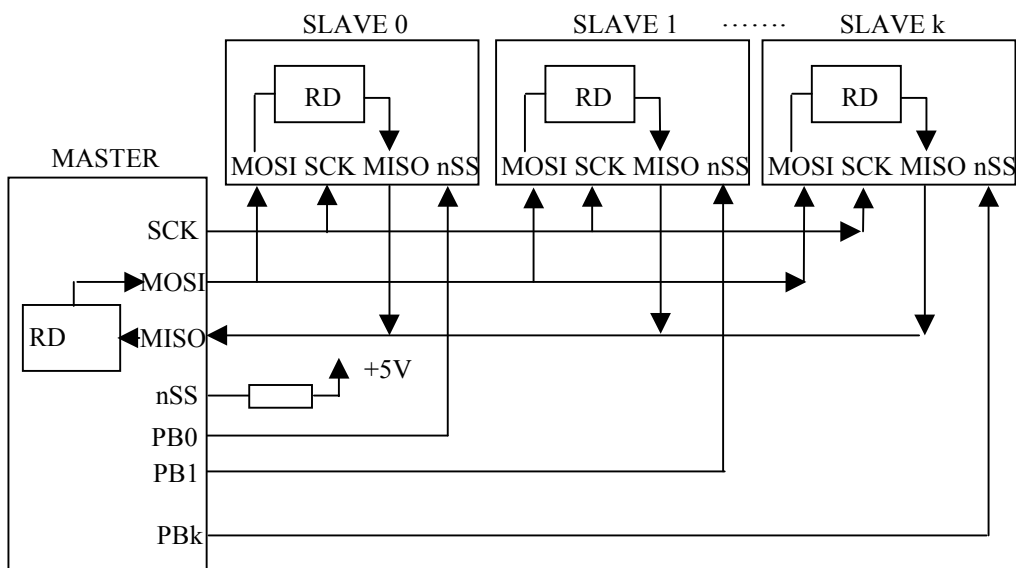 SLAVE 0 SLAVE 1 ........ SLAVE k
RD RD RD
MOSI SCK MISO nSS MOSI SCK MISO nSS MOSI SCK MISO nSS
MASTER
SCK
MOSI
RD MISO
+5V
nSS
PB0
PB1
PBk